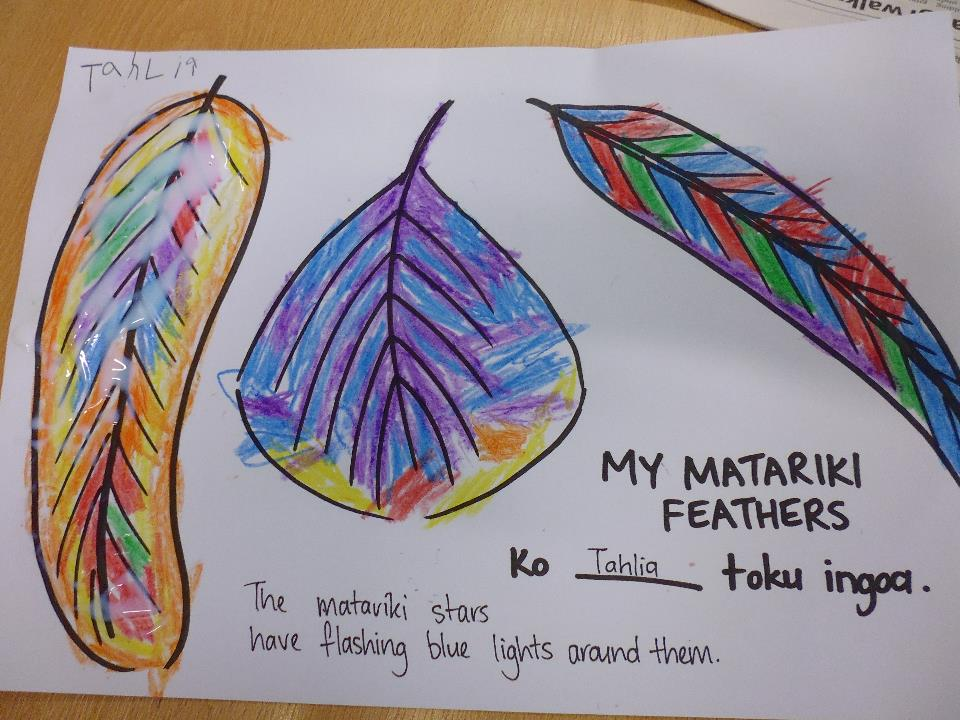 TahLia
MY MATARIKI
FEATHERS
Ko Tahlia toku ingoa.
The matariki stars
have flashing blue lights around them.